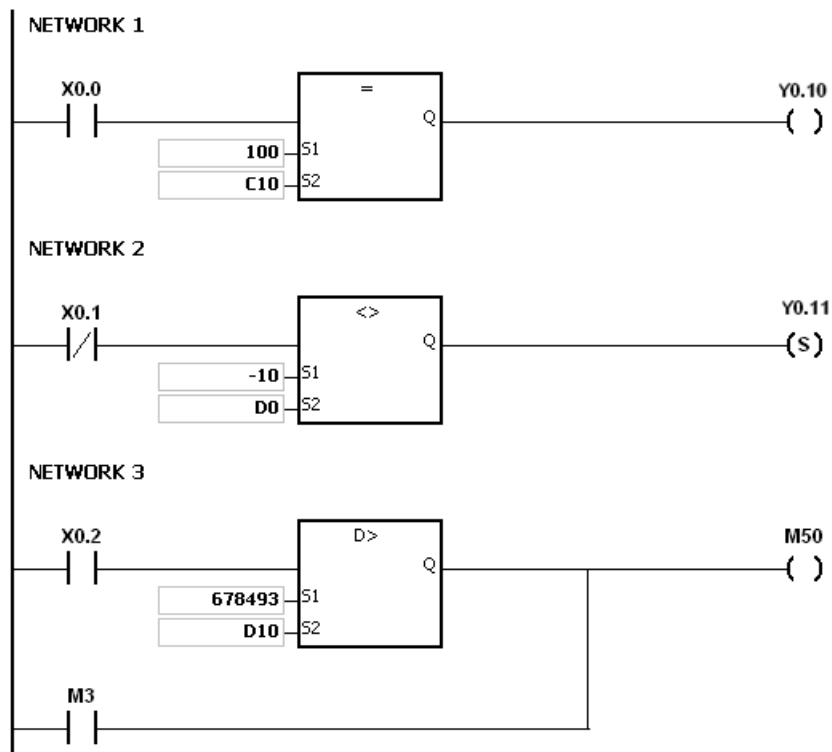 NETWORK 1
X0.0
=
Y0.10
Q
( )
100 S1
C10 S2
NETWORK 2
X0.1
<>
Y0.11
Q
(S)
-10 S1
D0 S2
NETWORK 3
X0.2
D>
M50
Q
( )
678493 S1
D10 S2
M3